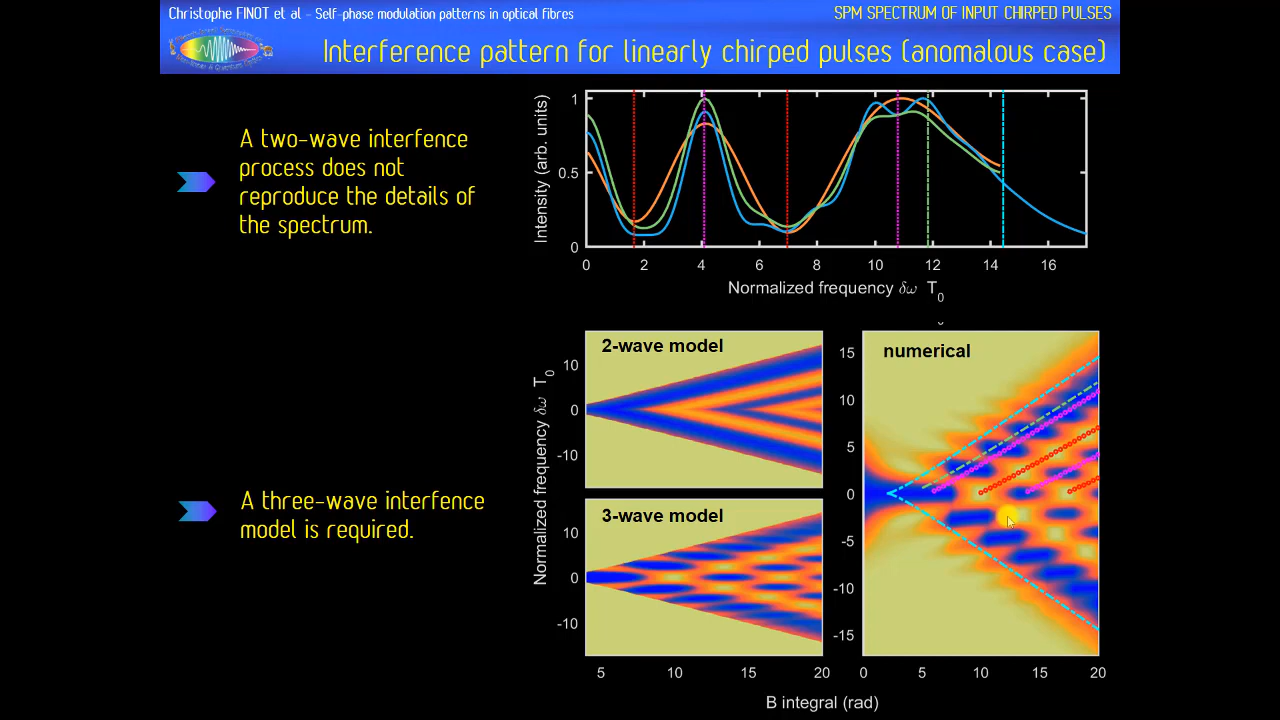 Christophe FINOT et al - Self-phase modulation patterns in optical fibres
SPM SPECTRUM OF INPUT CHIRPED PULSES
Interference pattern for linearly chirped pulses (anomalous case)
A two-wave interfence
process does not
reproduce the details of
the spectrum.
A three-wave interfence
model is required.
Intensity (arb. units)
1
0.5
0
0 2 4 6 8 10 12 14 16
Normalized frequency δω T0
2-wave model
10
0
-10
3-wave model
10
0
-10
5 10 15 20
Normalized frequency δω T0
numerical
15
10
5
0
-5
-10
-15
0 5 10 15 20
B integral (rad)